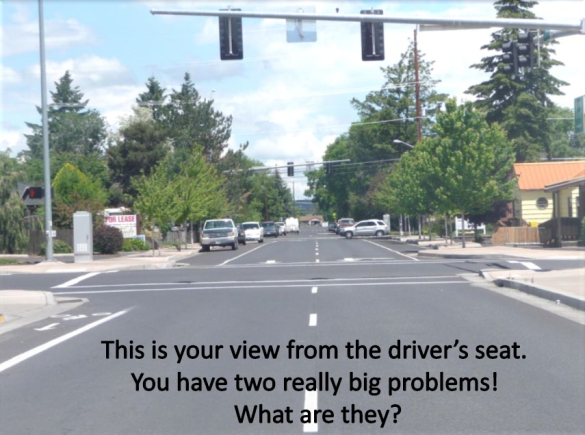 FOR LEASE
This is your view from the driver's seat.
You have two really big problems!
What are they?